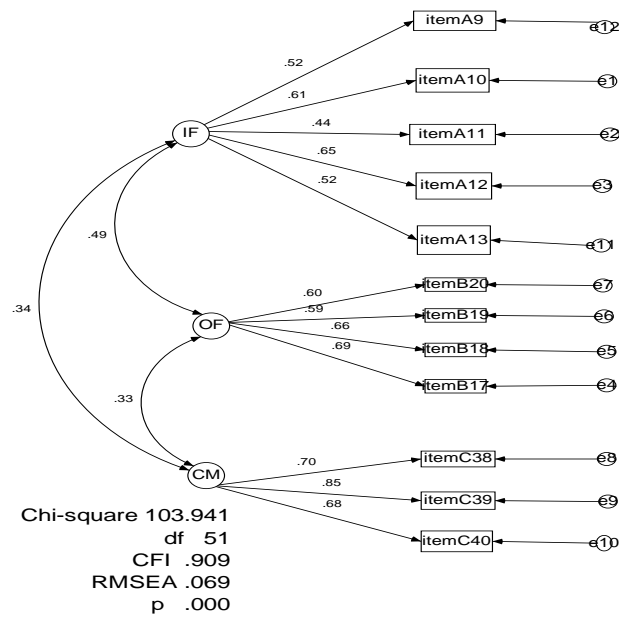 itemA9
e12
.52
itemA10
e1
.61
itemA11
e2
.44
IF
.65
itemA12
e3
.52
itemA13
e11
.49
itemB20
e7
.60
.59
itemB19
e6
.34
OF
.66
itemB18
e5
.69
itemB17
e4
.33
.70
itemC38
e8
CM
.85
itemC39
e9
.68
itemC40
e10
Chi-square 103.941
df 51
CFI .909
RMSEA .069
p .000